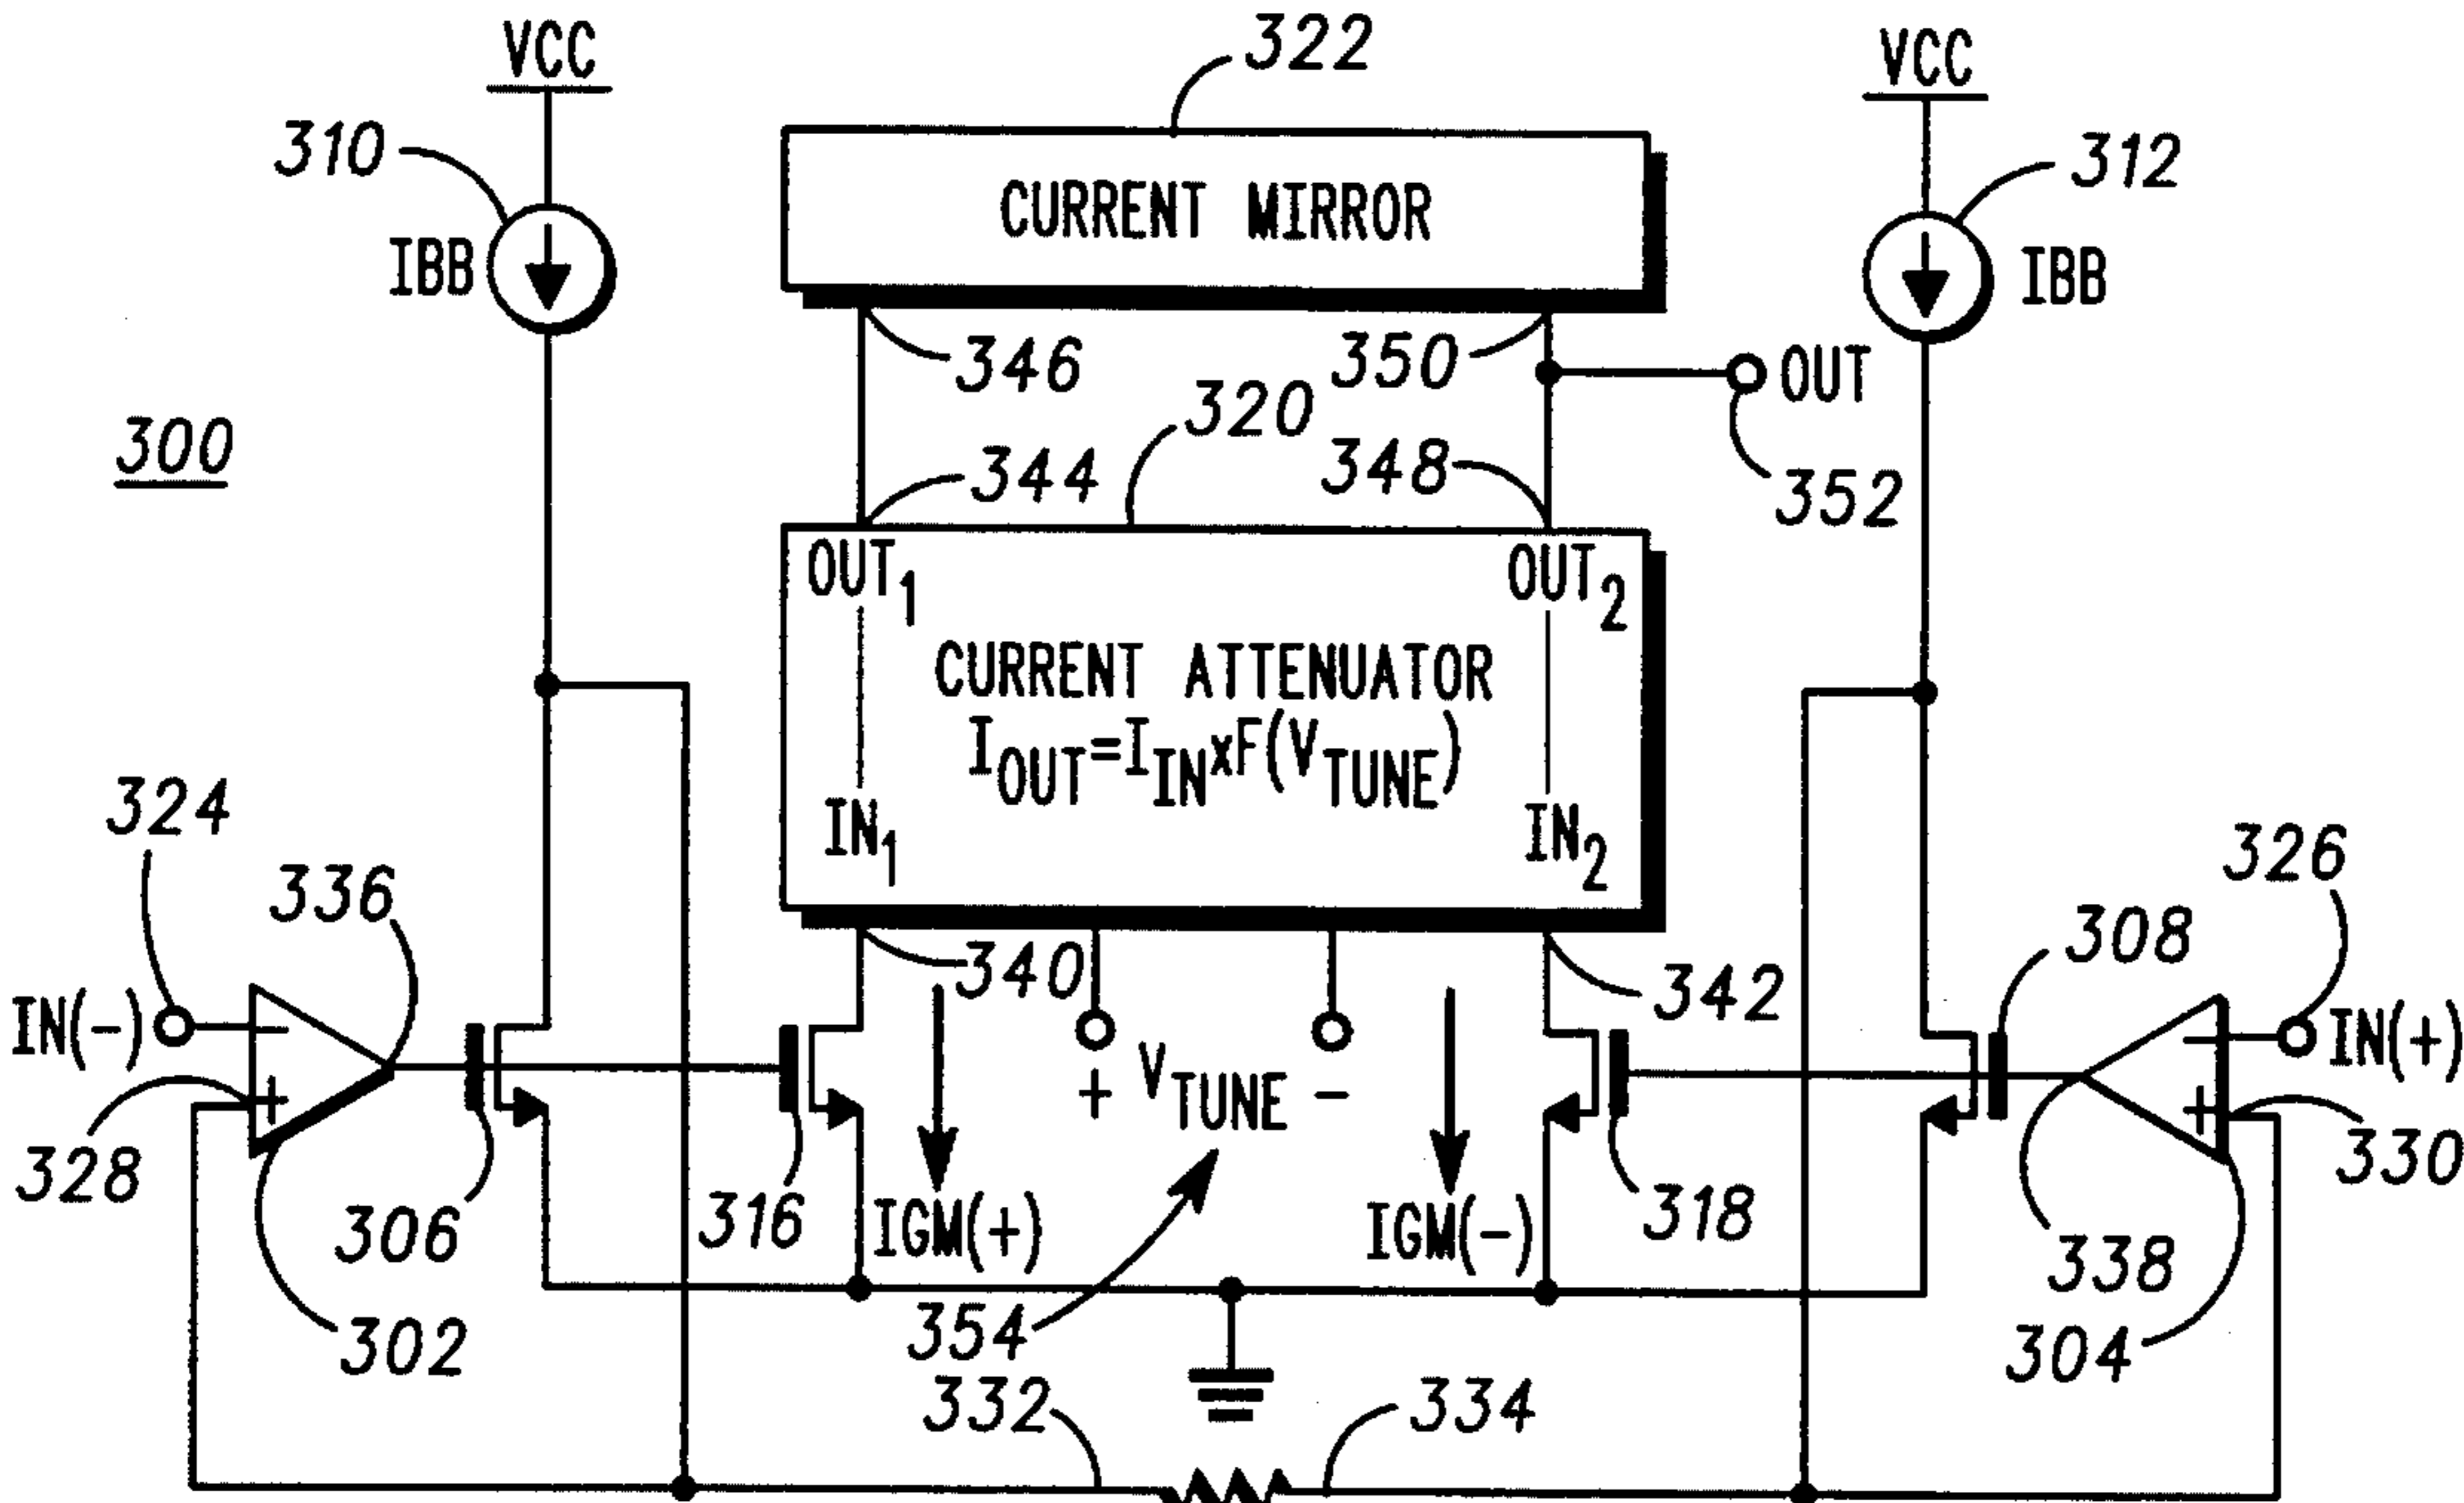 322
VCC
VCC
310
312
CURRENT MIRROR
IBB
IBB
346
350
OUT
320
300
344
348
352
OUT1
OUT2
CURRENT ATTENUATOR
IOUT=IINxF(VTUNE)
324
IN1
IN2
326
336
308
340
342
IN(-)
−
+
+ VTUNE −
−
+
IN(+)
328
330
306
316
IGM(+)
IGM(-)
318
338
302
354
304
332
334